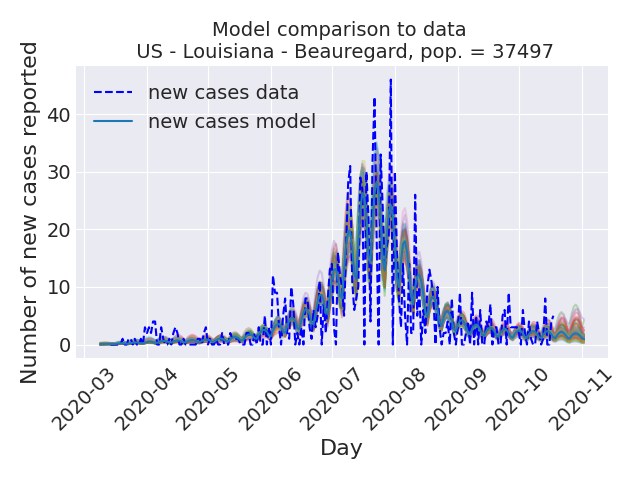 Model comparison to data
US - Louisiana - Beauregard, pop. = 37497
Number of new cases reported
new cases data
new cases model
40
30
20
10
0
2020-03
2020-04
2020-05
2020-06
2020-07
2020-08
2020-09
2020-10
2020-11
Day